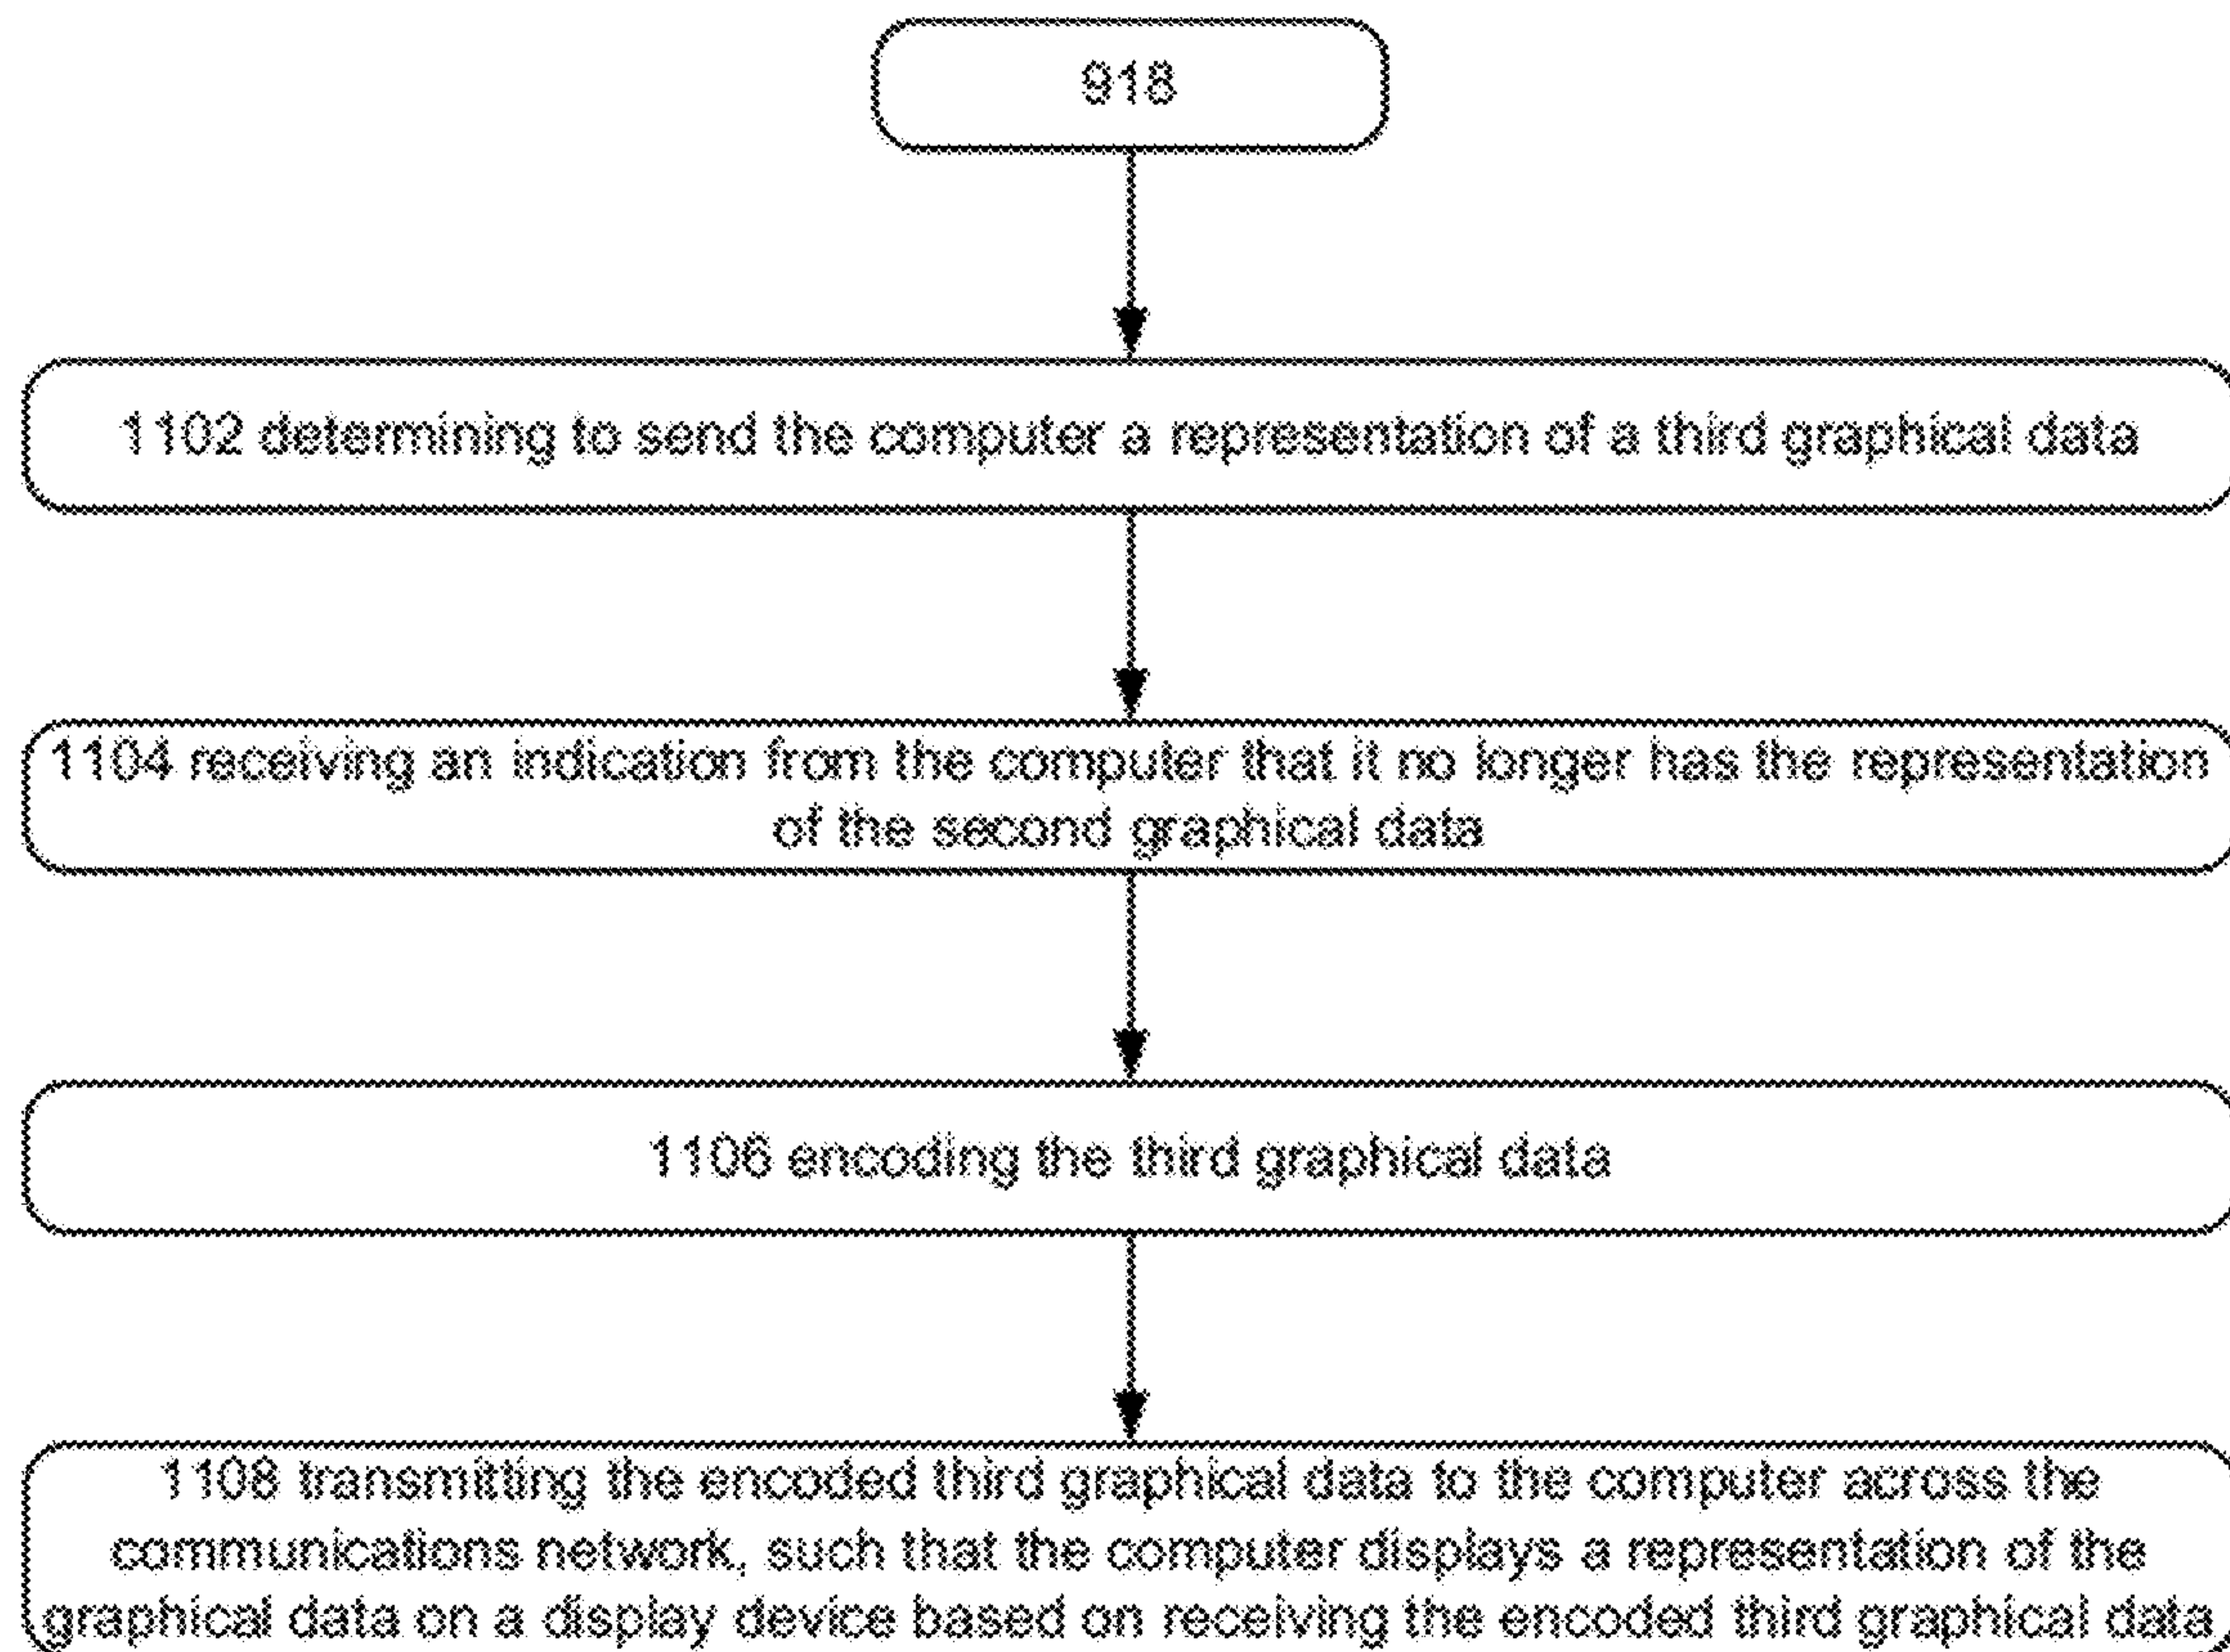 918
1102 determining to send the computer a representation of a third graphical data
1104 receiving an indication from the computer that it no longer has the representation
of the second graphical data
1106 encoding the third graphical data
1108 transmitting the encoded third graphical data to the computer across the
communications network, such that the computer displays a representation of the
graphical data on a display device based on receiving the encoded third graphical data